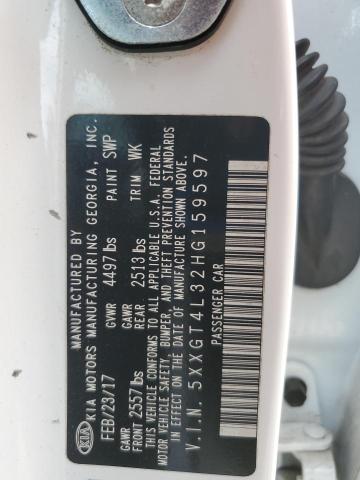 MANUFACTURED BY
KIA KIA MOTORS MANUFACTURING GEORGIA, INC.
FEB/23/17 GVWR 4497 lbs PAINT SWP
GAWR FRONT 2557 lbs GAWR REAR 2513 lbs TRIM WK
THIS VEHICLE CONFORMS TO ALL APPLICABLE U.S.A. FEDERAL
MOTOR VEHICLE SAFETY, BUMPER, AND THEFT PREVENTION STANDARDS
IN EFFECT ON THE DATE OF MANUFACTURE SHOWN ABOVE.
V.I.N. 5XXGT4L32HG159597
PASSENGER CAR